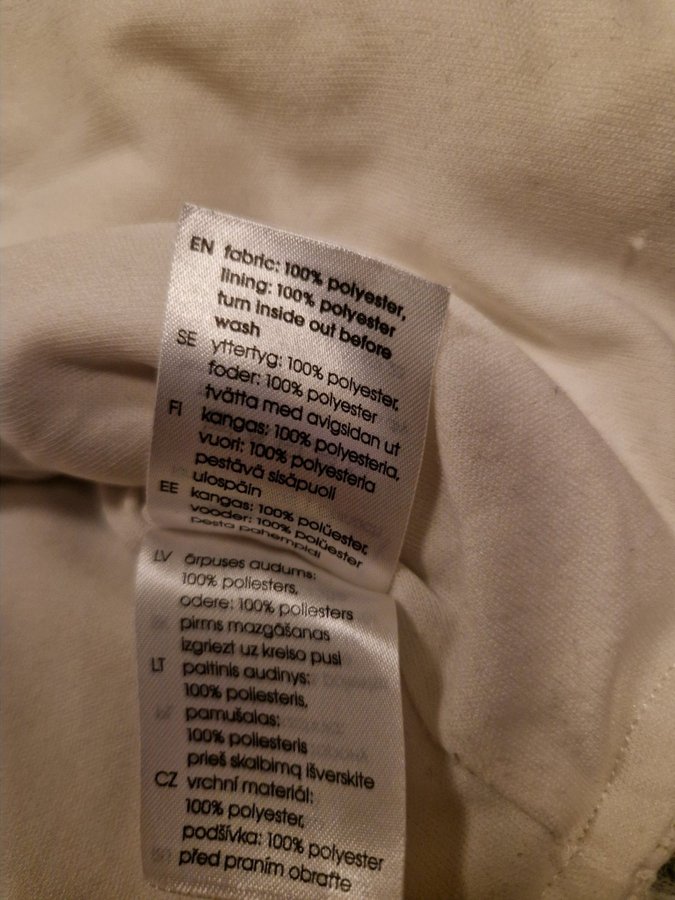 EN fabric: 100% polyester,
lining: 100% polyester
turn inside out before
wash
SE yttertyg: 100% polyester,
foder: 100% polyester
tvätta med avigsidan ut
FI kangas: 100% polyesteria,
vuori: 100% polyesteria
pestävä sisäpuoli
ulospäin
EE kangas: 100% polüester,
vooder: 100% polüester
pesta pahempidi
LV ārpuses audums:
100% poliesters,
odere: 100% poliesters
pirms mazgāšanas
izgriezt uz kreiso pusi
LT paltinis audinys:
100% poliesteris,
pamušalas:
100% poliesteris
prieš skalbimą išverskite
CZ vrchní materiál:
100% polyester,
podšívka: 100% polyester
před praním obraťte